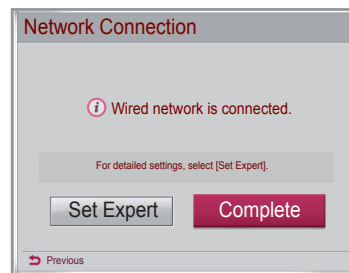 Network Connection
Wired network is connected.
For detailed settings, select [Set Expert].
Set Expert
Complete
Previous